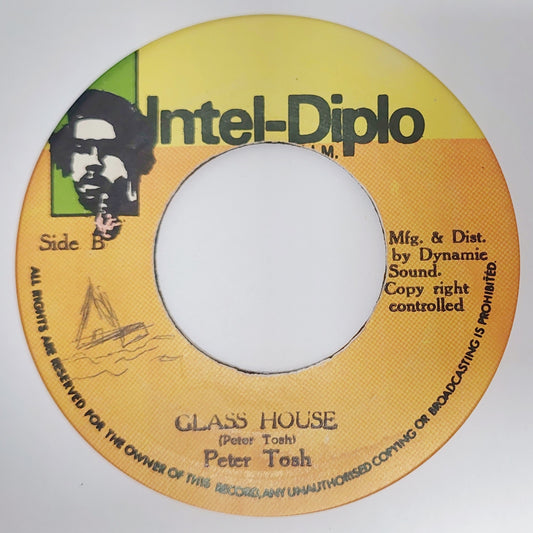 Intel-Diplo
H.I.M.
Side B
Mfg. & Dist.
by Dynamic
Sound.
Copy right
controlled
GLASS HOUSE
(Peter Tosh)
Peter Tosh
ALL RIGHTS ARE RESERVED FOR THE OWNER OF THIS RECORD, ANY UNAUTHORISED COPYING OR BROADCASTING IS PROHIBITED